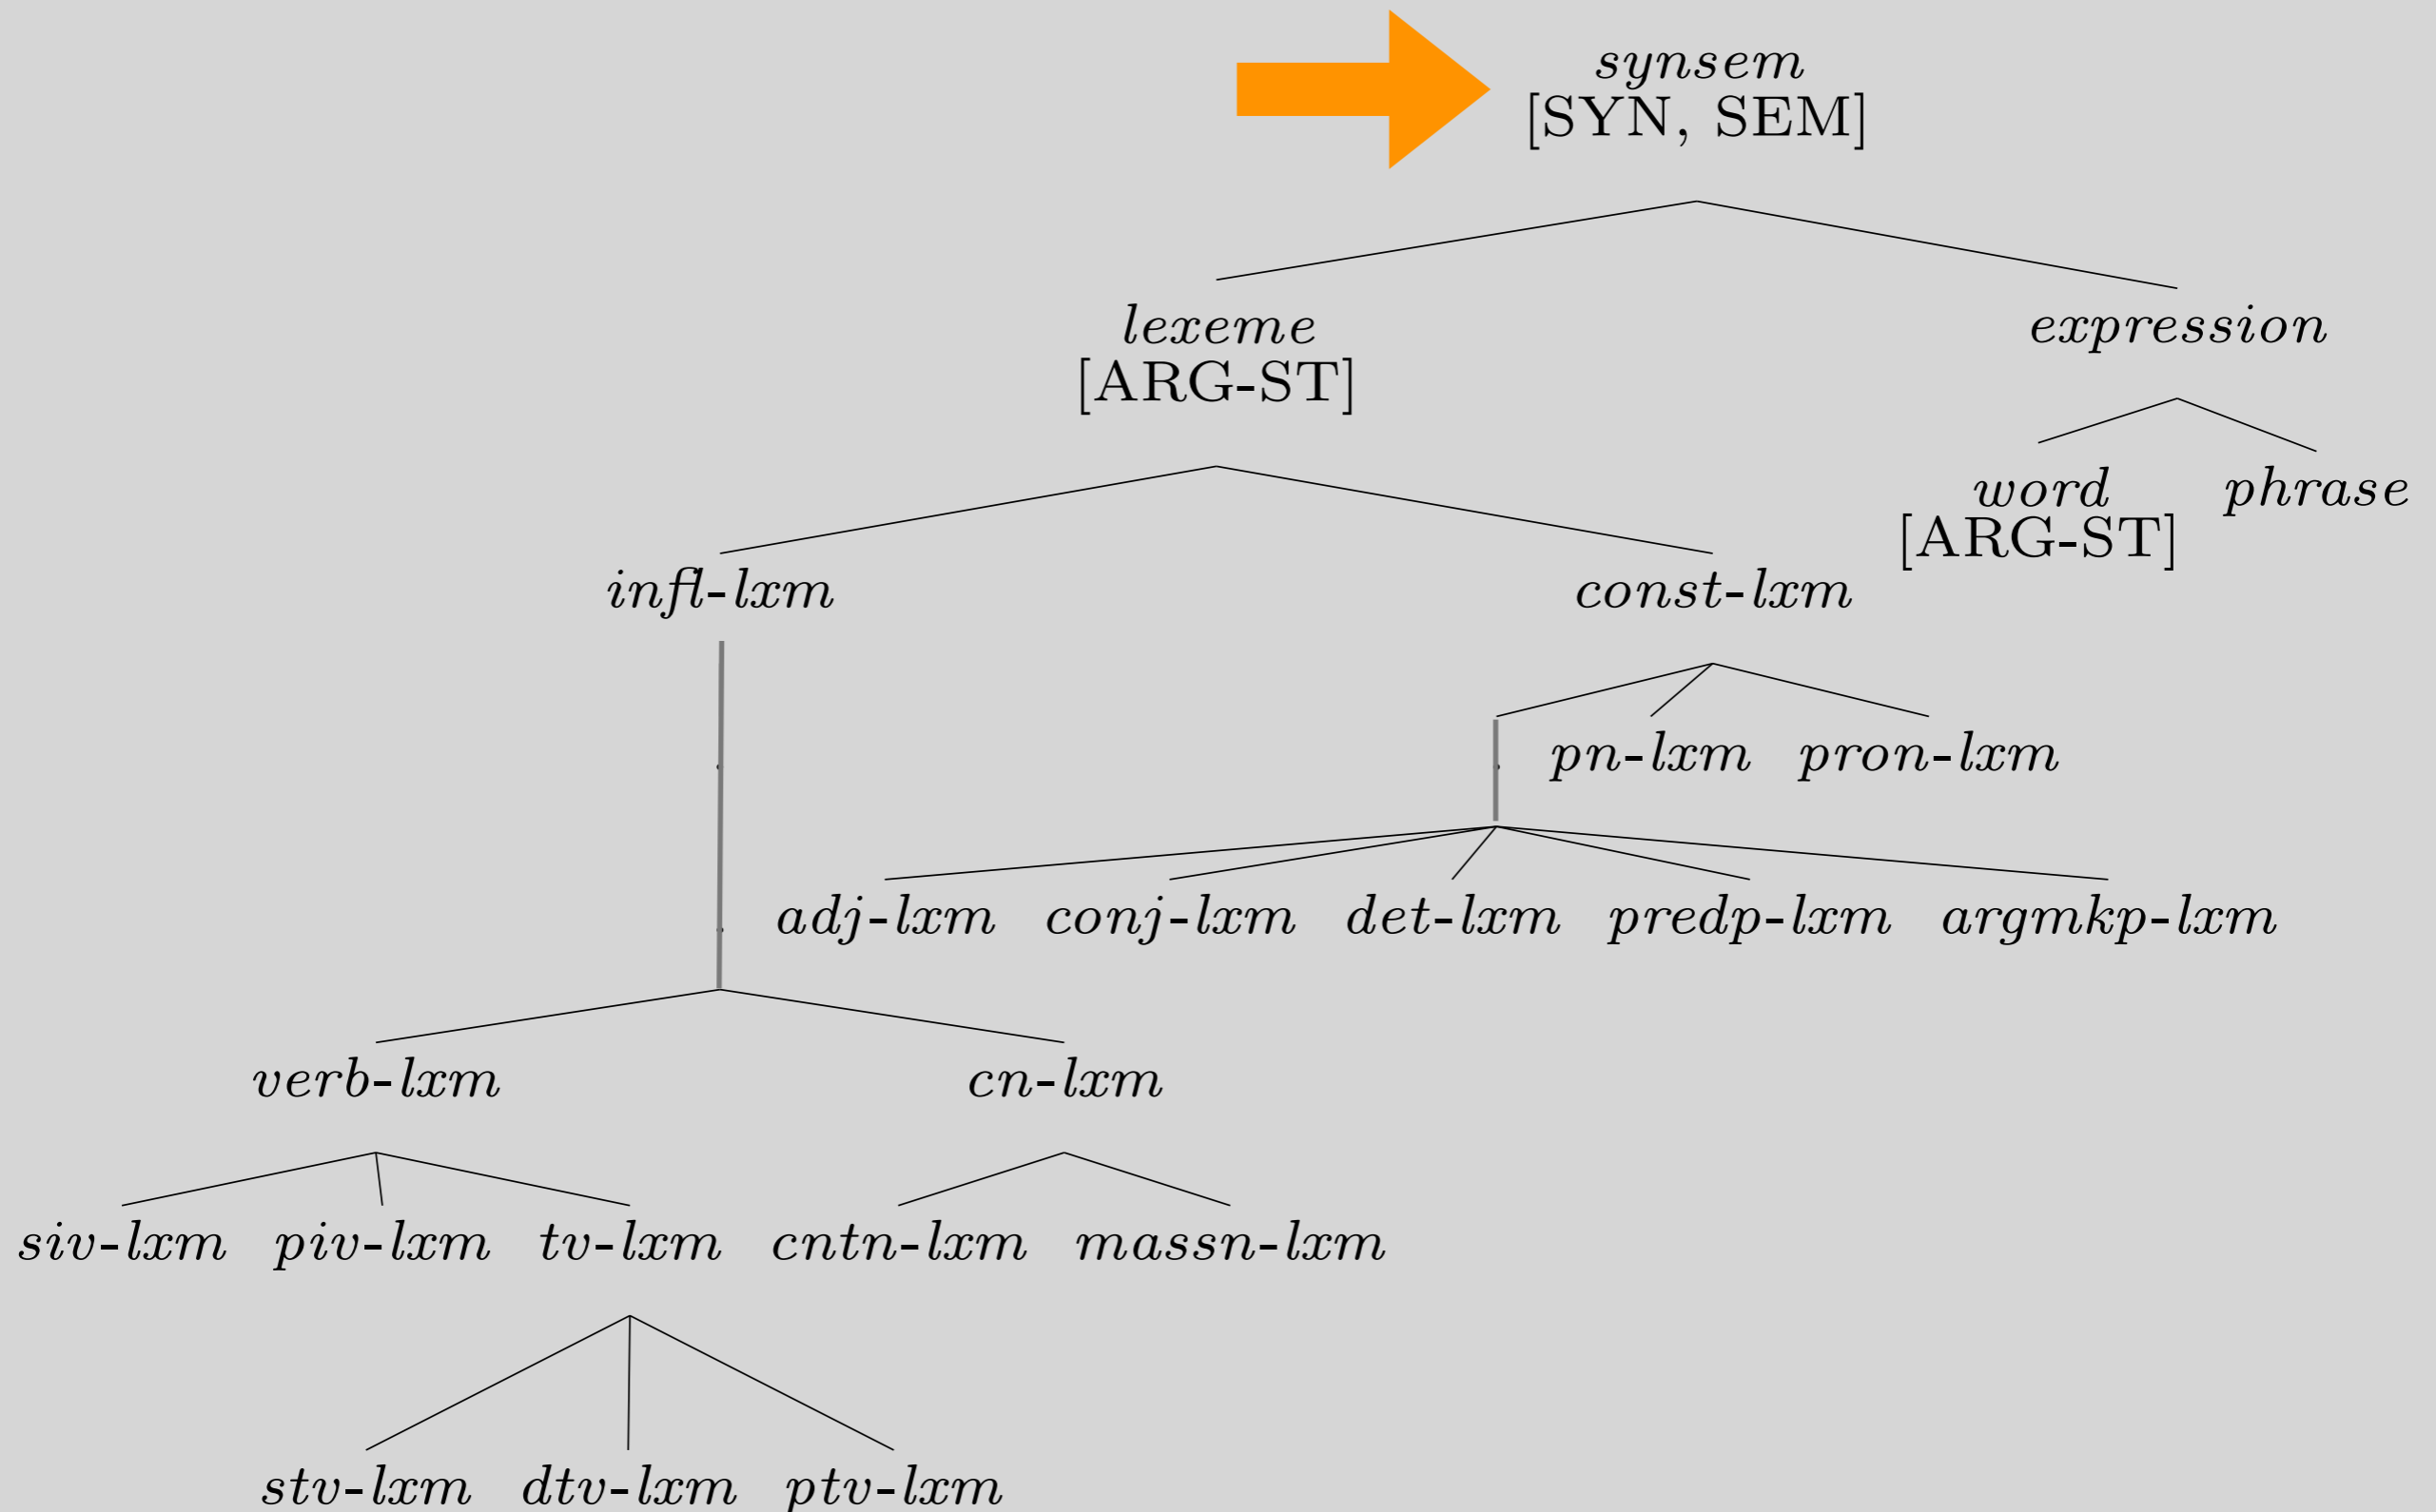 synsem
[SYN, SEM]
lexeme
expression
[ARG-ST]
word
phrase
[ARG-ST]
infl-lxm
const-lxm
pn-lxm
pron-lxm
adj-lxm
conj-lxm
det-lxm
predp-lxm
argmkp-lxm
verb-lxm
cn-lxm
siv-lxm
piv-lxm
tv-lxm
cntn-lxm
massn-lxm
stv-lxm
dtv-lxm
ptv-lxm